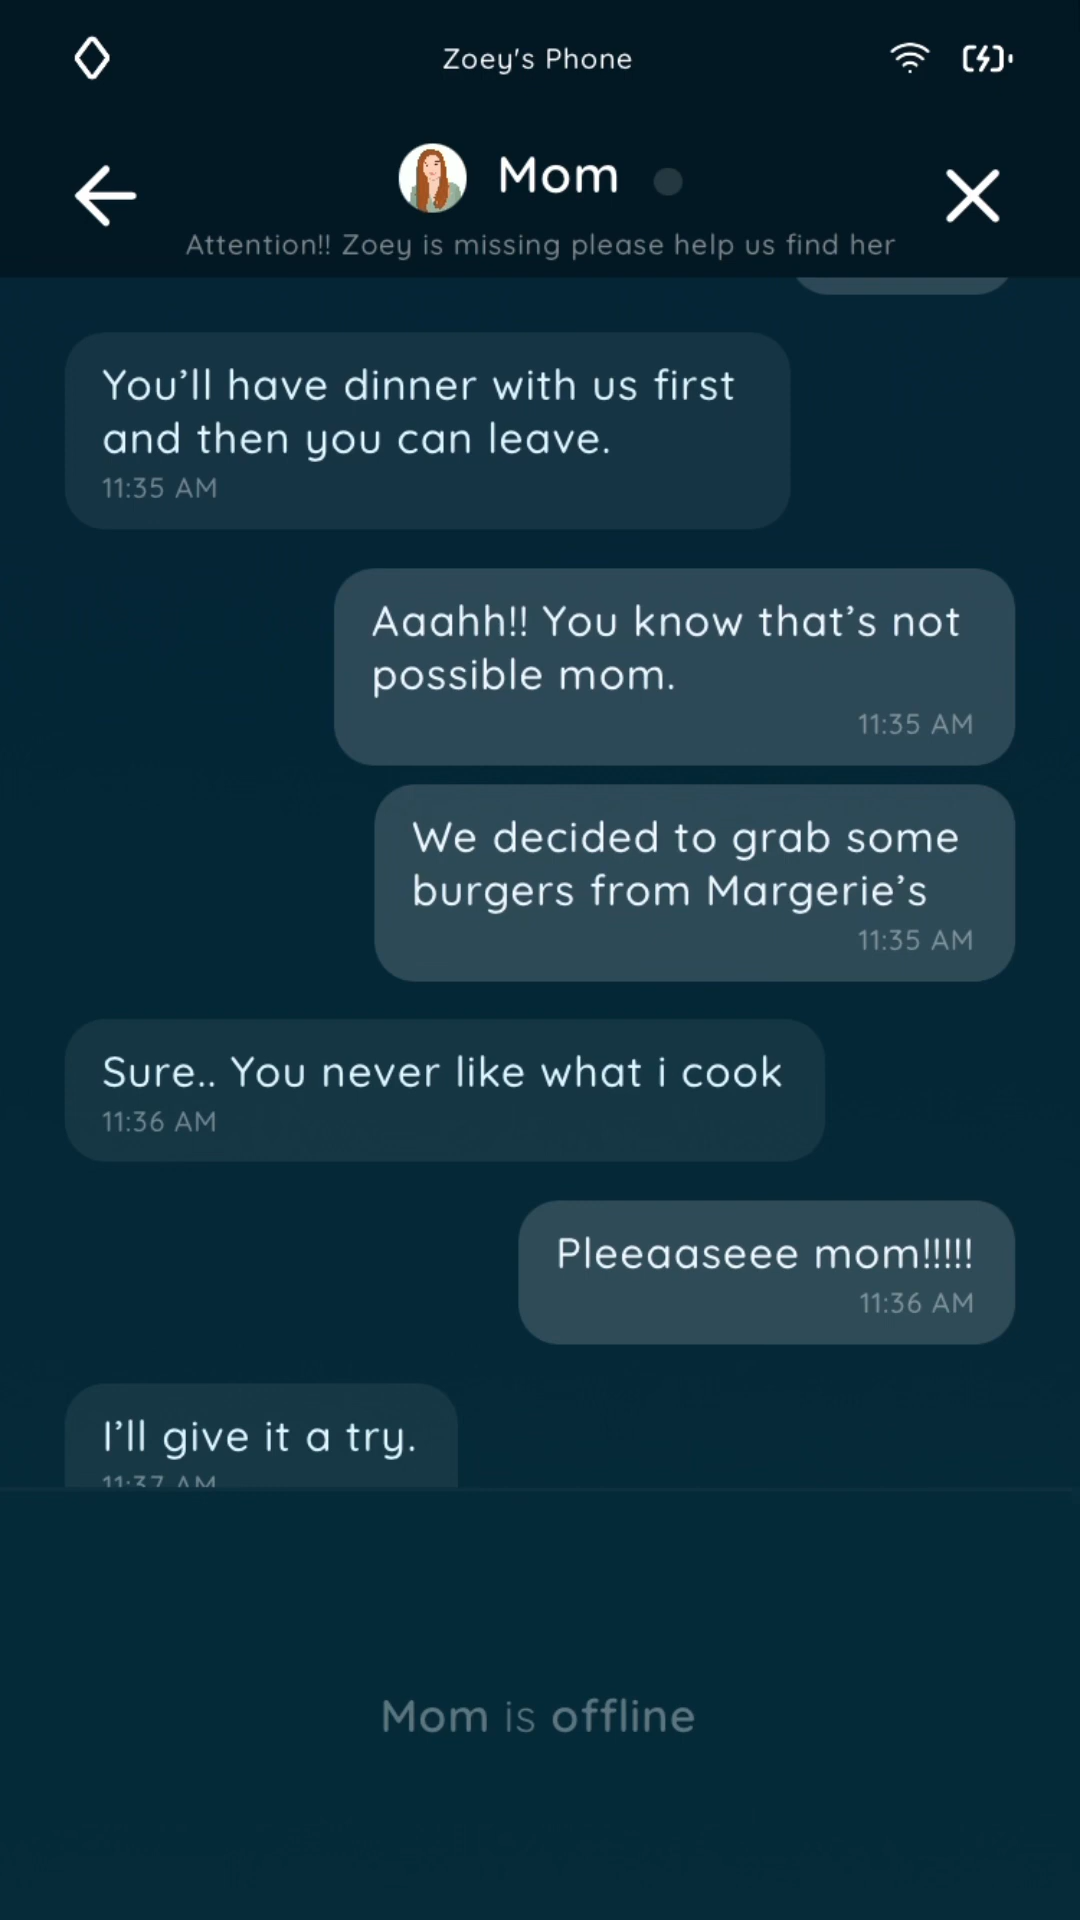 Zoey's Phone
Mom
Attention!! Zoey is missing please help us find her
You’ll have dinner with us first
and then you can leave.
11:35 AM
Aaahh!! You know that’s not
possible mom.
11:35 AM
We decided to grab some
burgers from Margerie’s
11:35 AM
Sure.. You never like what i cook
11:36 AM
Pleeaaseee mom!!!!!
11:36 AM
I’ll give it a try.
11:37 AM
Mom is offline